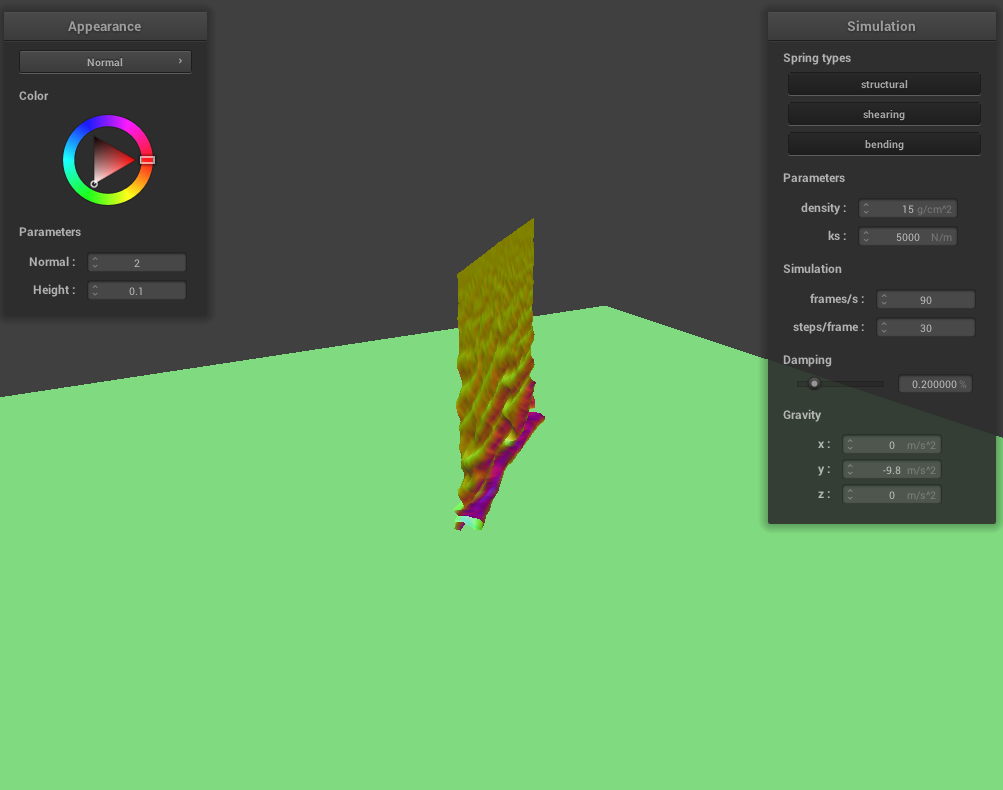 Appearance
Normal
Color
Parameters
Normal : 2
Height : 0.1
Simulation
Spring types
structural
shearing
bending
Parameters
density : 15 g/cm^2
ks : 5000 N/m
Simulation
frames/s : 90
steps/frame : 30
Damping
0.200000 %
Gravity
x : 0 m/s^2
y : -9.8 m/s^2
z : 0 m/s^2